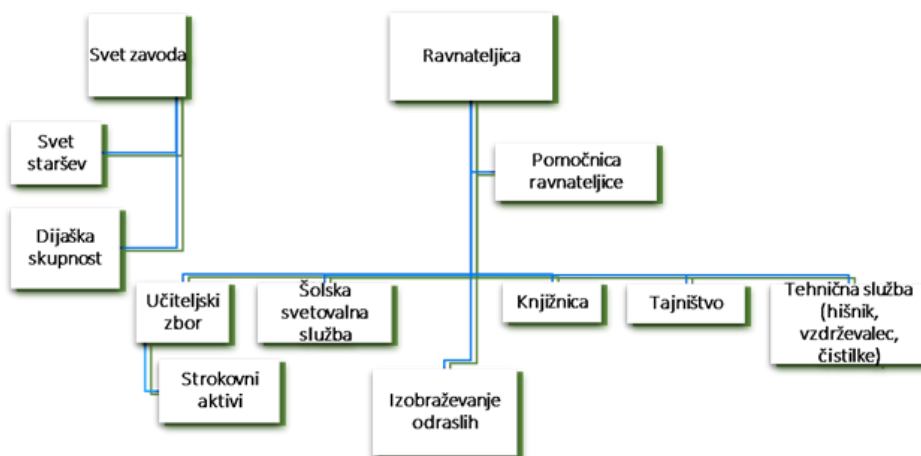 Svet zavoda
Ravnateljica
Svet
staršev
Pomočnica
ravnateljice
Dijaška
skupnost
Učiteljski
zbor
Šolska
svetovalna
služba
Knjižnica
Tajništvo
Tehnična služba
(hišnik,
vzdrževalec,
čistilke)
Strokovni
aktivi
Izobraževanje
odraslih